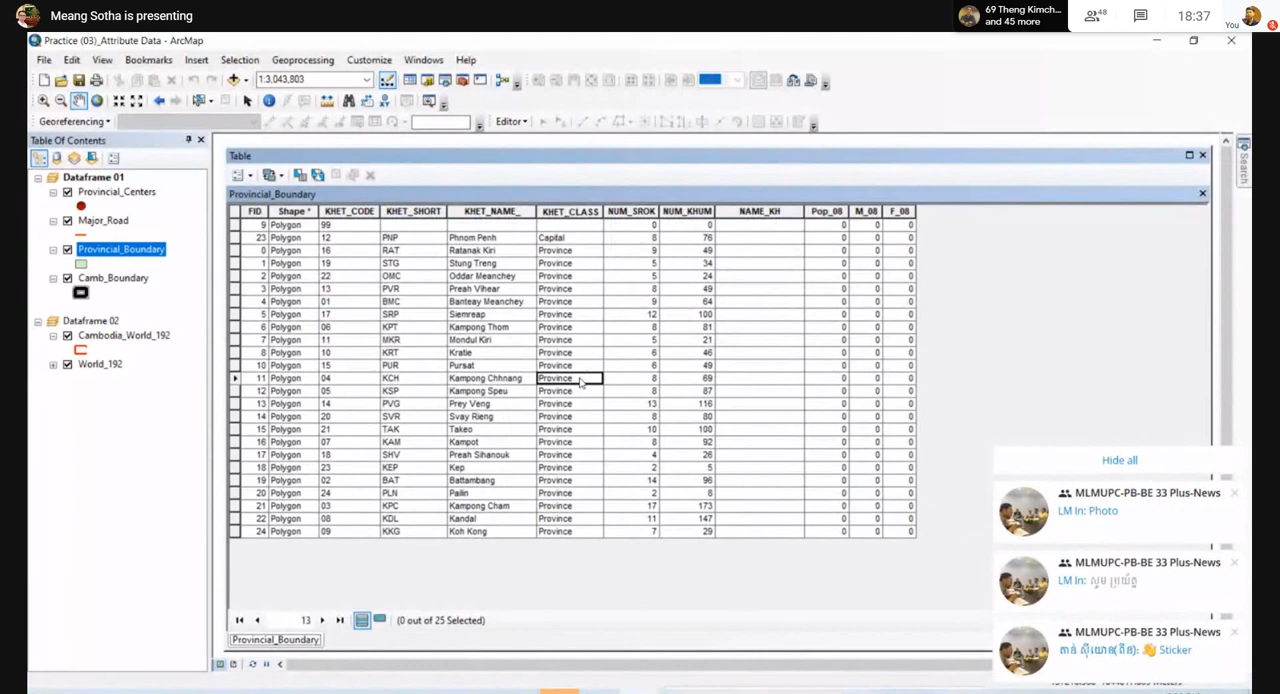 Meang Sotha is presenting
69 Theng Kimch...
and 45 more
48
18:37
You
Practice (03)_Attribute Data - ArcMap
File Edit View Bookmarks Insert Selection Geoprocessing Customize Windows Help
1:3,043,803
Georeferencing
Editor
Table Of Contents
Dataframe 01
Provincial_Centers
Major_Road
Provincial_Boundary
Camb_Boundary
Dataframe 02
Cambodia_World_192
World_192
Search
Table
Provincial_Boundary
FID Shape * KHET_CODE KHET_SHORT KHET_NAME_ KHET_CLASS NUM_SROK NUM_KHUM NAME_KH Pop_08 M_08 F_08
9 Polygon 99 0 0 0 0 0
23 Polygon 12 PNP Phnom Penh Capital 8 76 0 0 0
0 Polygon 16 RAT Ratanak Kiri Province 9 49 0 0 0
1 Polygon 19 STG Stung Treng Province 5 34 0 0 0
2 Polygon 22 OMC Oddar Meanchey Province 5 24 0 0 0
3 Polygon 13 PVR Preah Vihear Province 8 49 0 0 0
4 Polygon 01 BMC Banteay Meanchey Province 9 64 0 0 0
5 Polygon 17 SRP Siemreap Province 12 100 0 0 0
6 Polygon 06 KPT Kampong Thom Province 8 81 0 0 0
7 Polygon 11 MKR Mondul Kiri Province 5 21 0 0 0
8 Polygon 10 KRT Kratie Province 6 46 0 0 0
10 Polygon 15 PUR Pursat Province 6 49 0 0 0
11 Polygon 04 KCH Kampong Chhnang Province 8 69 0 0 0
12 Polygon 05 KSP Kampong Speu Province 8 87 0 0 0
13 Polygon 14 PVG Prey Veng Province 13 116 0 0 0
14 Polygon 20 SVR Svay Rieng Province 8 80 0 0 0
15 Polygon 21 TAK Takeo Province 10 100 0 0 0
16 Polygon 07 KAM Kampot Province 8 92 0 0 0
17 Polygon 18 SHV Preah Sihanouk Province 4 26 0 0 0
18 Polygon 23 KEP Kep Province 2 5 0 0 0
19 Polygon 02 BAT Battambang Province 14 96 0 0 0
20 Polygon 24 PLN Pailin Province 2 8 0 0 0
21 Polygon 03 KPC Kampong Cham Province 17 173 0 0 0
22 Polygon 08 KDL Kandal Province 11 147 0 0 0
24 Polygon 09 KKG Koh Kong Province 7 29 0 0 0
13
(0 out of 25 Selected)
Provincial_Boundary
Hide all
MLMUPC-PB-BE 33 Plus-News
LM In: Photo
MLMUPC-PB-BE 33 Plus-News
LM In: សូម ប្រយ័ត្ន
MLMUPC-PB-BE 33 Plus-News
តាន់ ស៊ីយោន(ពីន): 👋 Sticker